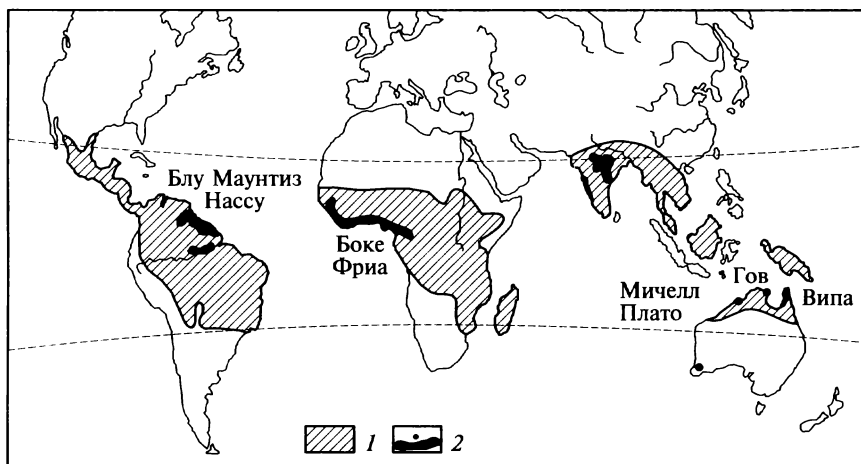 Блу Маунтиз
Нассу
Боке
Фриа
Мичелл
Плато
Гов
Випа
1
2